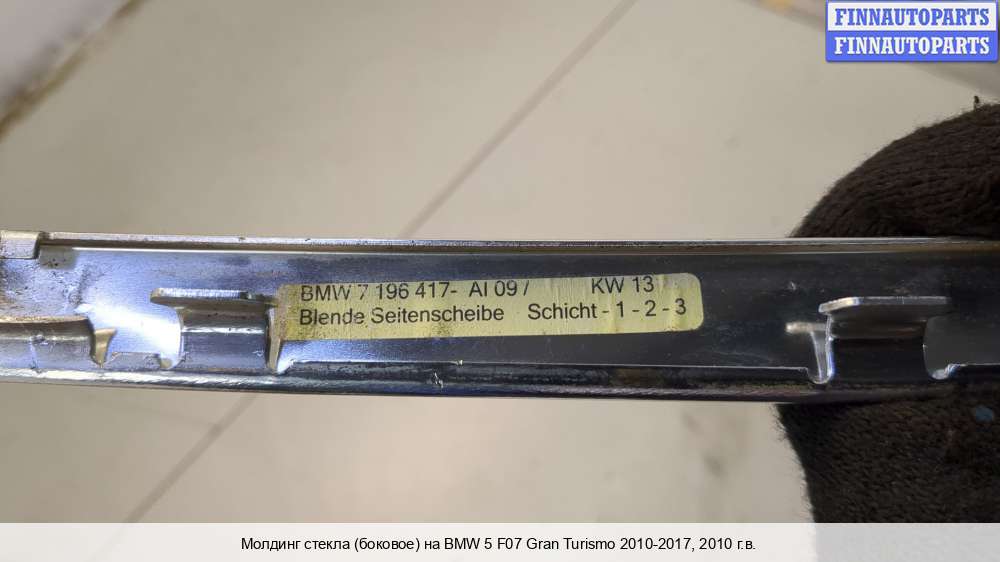 FINNAUTOPARTS
FINNAUTOPARTS
BMW 7 196 417- AI 09 / KW 13
Blende Seitenscheibe Schicht - 1 - 2 - 3
Молдинг стекла (боковое) на BMW 5 F07 Gran Turismo 2010-2017, 2010 г.в.